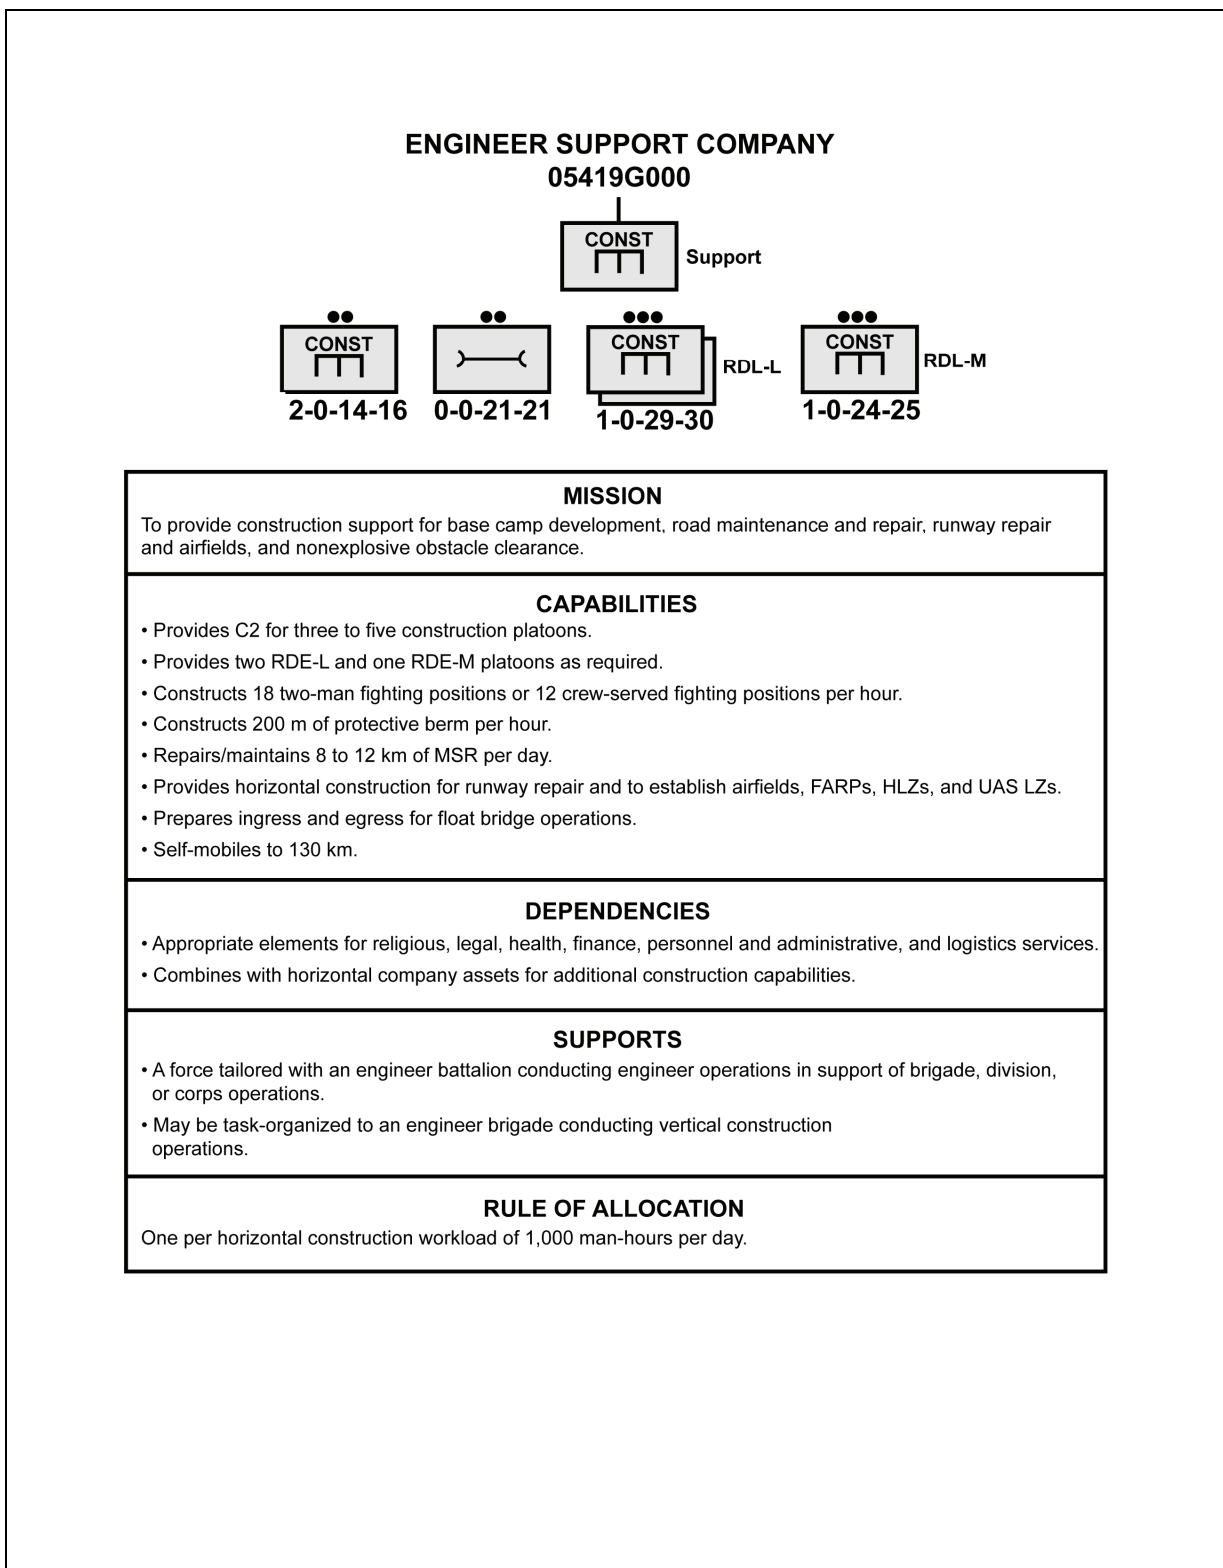 ENGINEER SUPPORT COMPANY
05419G000
CONST
Support
CONST
CONST
RDL-L
CONST
RDL-M
2-0-14-16
0-0-21-21
1-0-29-30
1-0-24-25
MISSION
To provide construction support for base camp development, road maintenance and repair, runway repair
and airfields, and nonexplosive obstacle clearance.
CAPABILITIES
• Provides C2 for three to five construction platoons.
• Provides two RDE-L and one RDE-M platoons as required.
• Constructs 18 two-man fighting positions or 12 crew-served fighting positions per hour.
• Constructs 200 m of protective berm per hour.
• Repairs/maintains 8 to 12 km of MSR per day.
• Provides horizontal construction for runway repair and to establish airfields, FARPs, HLZs, and UAS LZs.
• Prepares ingress and egress for float bridge operations.
• Self-mobiles to 130 km.
DEPENDENCIES
• Appropriate elements for religious, legal, health, finance, personnel and administrative, and logistics services.
• Combines with horizontal company assets for additional construction capabilities.
SUPPORTS
• A force tailored with an engineer battalion conducting engineer operations in support of brigade, division,
or corps operations.
• May be task-organized to an engineer brigade conducting vertical construction
operations.
RULE OF ALLOCATION
One per horizontal construction workload of 1,000 man-hours per day.